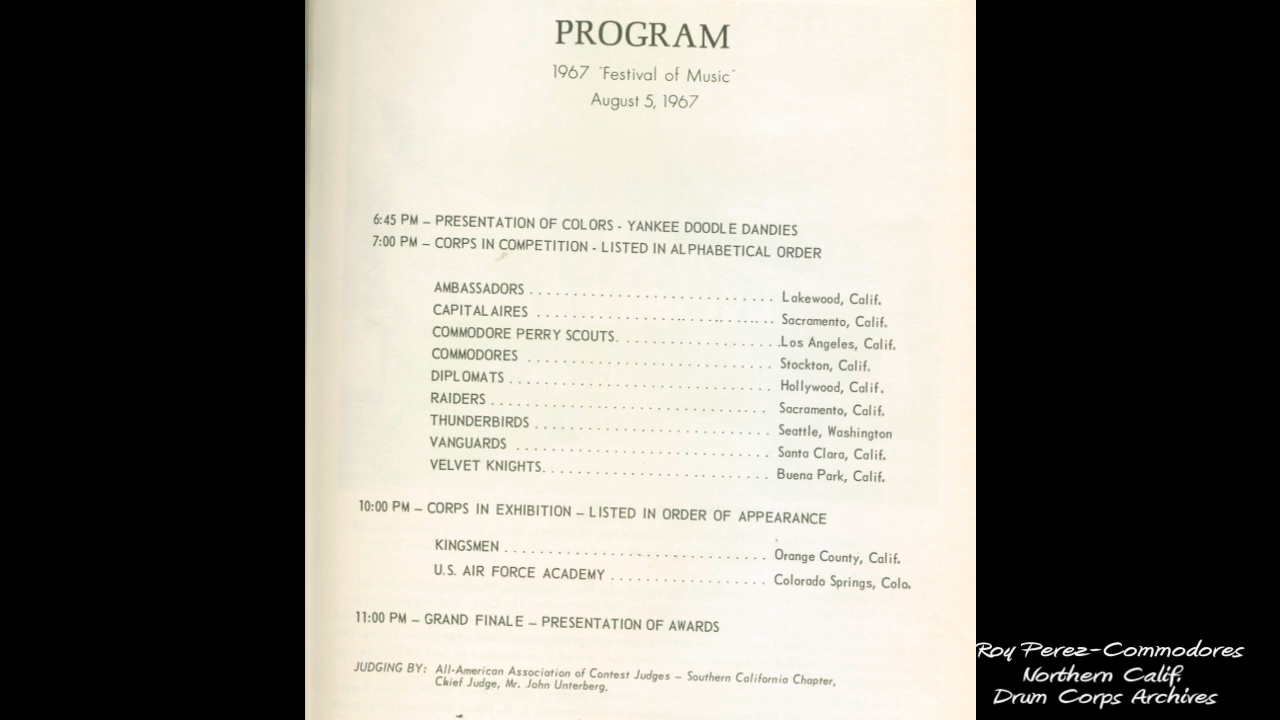 PROGRAM
1967 "Festival of Music"
August 5, 1967
6:45 PM – PRESENTATION OF COLORS - YANKEE DOODLE DANDIES
7:00 PM – CORPS IN COMPETITION - LISTED IN ALPHABETICAL ORDER
AMBASSADORS . . . . . . . . . . . . . . . . . . . . . . . . . . . Lakewood, Calif.
CAPITALAIRES . . . . . . . . . . . . . . . . . . . . . . . . . . Sacramento, Calif.
COMMODORE PERRY SCOUTS. . . . . . . . . . . . . . . . . .Los Angeles, Calif.
COMMODORES . . . . . . . . . . . . . . . . . . . . . . . . . . . Stockton, Calif.
DIPLOMATS . . . . . . . . . . . . . . . . . . . . . . . . . . . . . Hollywood, Calif.
RAIDERS . . . . . . . . . . . . . . . . . . . . . . . . . . . . . . Sacramento, Calif.
THUNDERBIRDS . . . . . . . . . . . . . . . . . . . . . . . . . . Seattle, Washington
VANGUARDS . . . . . . . . . . . . . . . . . . . . . . . . . . . . Santa Clara, Calif.
VELVET KNIGHTS. . . . . . . . . . . . . . . . . . . . . . . . . Buena Park, Calif.
10:00 PM – CORPS IN EXHIBITION – LISTED IN ORDER OF APPEARANCE
KINGSMEN . . . . . . . . . . . . . . . . . . . . . . . . . . . . . Orange County, Calif.
U.S. AIR FORCE ACADEMY . . . . . . . . . . . . . . . . . Colorado Springs, Colo.
11:00 PM – GRAND FINALE – PRESENTATION OF AWARDS
JUDGING BY: All-American Association of Contest Judges – Southern California Chapter,
Chief Judge, Mr. John Unterberg.
Roy Perez-Commodores
Northern Calif.
Drum Corps Archives